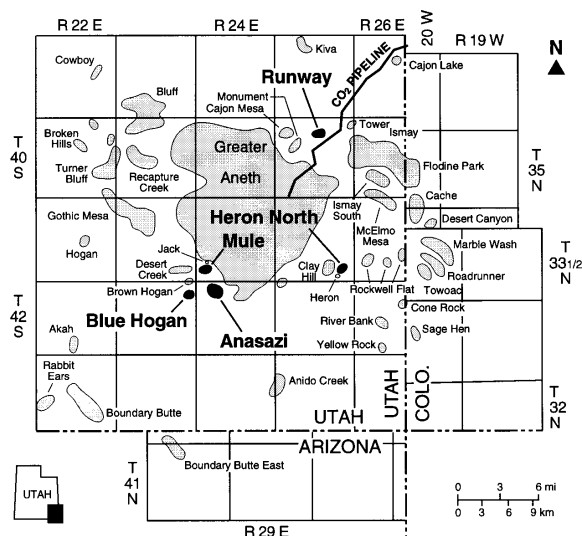 R 22 E
R 24 E
R 26 E
20 W
R 19 W
N
Cowboy
Kiva
Cajon Lake
Runway
CO2 PIPELINE
Bluff
Monument
Cajon Mesa
Tower
Ismay
T 40 S
Broken Hills
Greater Aneth
Flodine Park
T 35 N
Turner Bluff
Recapture Creek
Ismay South
Cache
Gothic Mesa
Heron North
McElmo Mesa
Desert Canyon
Mule
Marble Wash
Hogan
Jack
Desert Creek
Clay Hill
T 33 1/2 N
Roadrunner
Brown Hogan
Heron
Rockwell Flat
Towoad
T 42 S
Blue Hogan
Anasazi
Cone Rock
River Bank
Sage Hen
Akah
Yellow Rock
Rabbit Ears
Anido Creek
UTAH
COLO.
T 32 N
Boundary Butte
UTAH
ARIZONA
T 41 N
Boundary Butte East
UTAH
R 29 E
0 3 6 mi
0 3 6 9 km